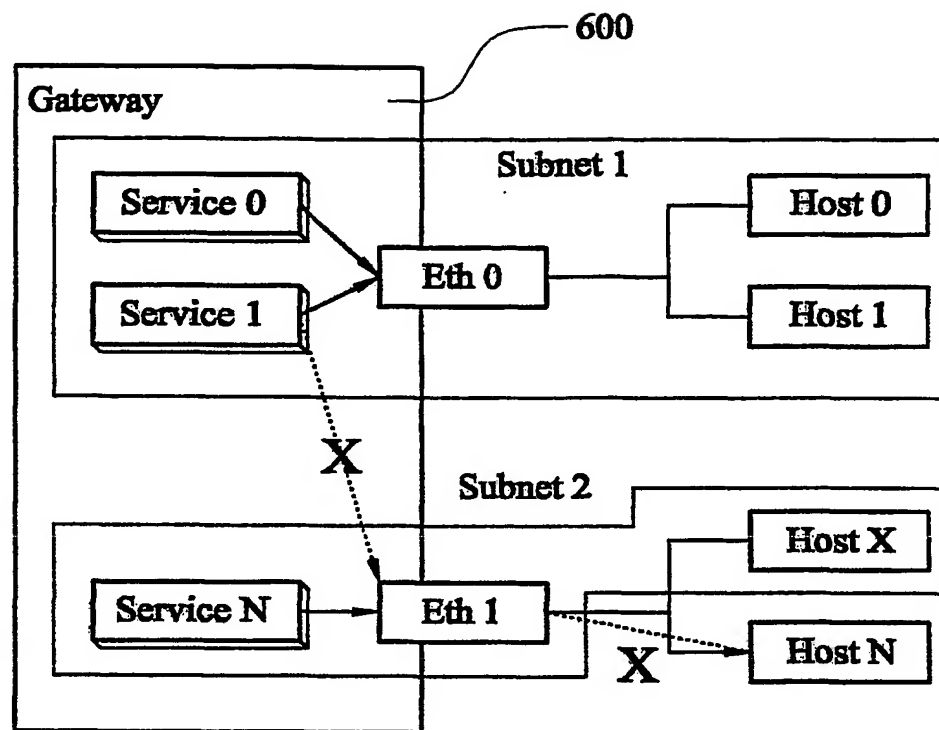 600
Gateway
Subnet 1
Service 0
Host 0
Eth 0
Service 1
Host 1
X
Subnet 2
Host X
Service N
Eth 1
Host N
X